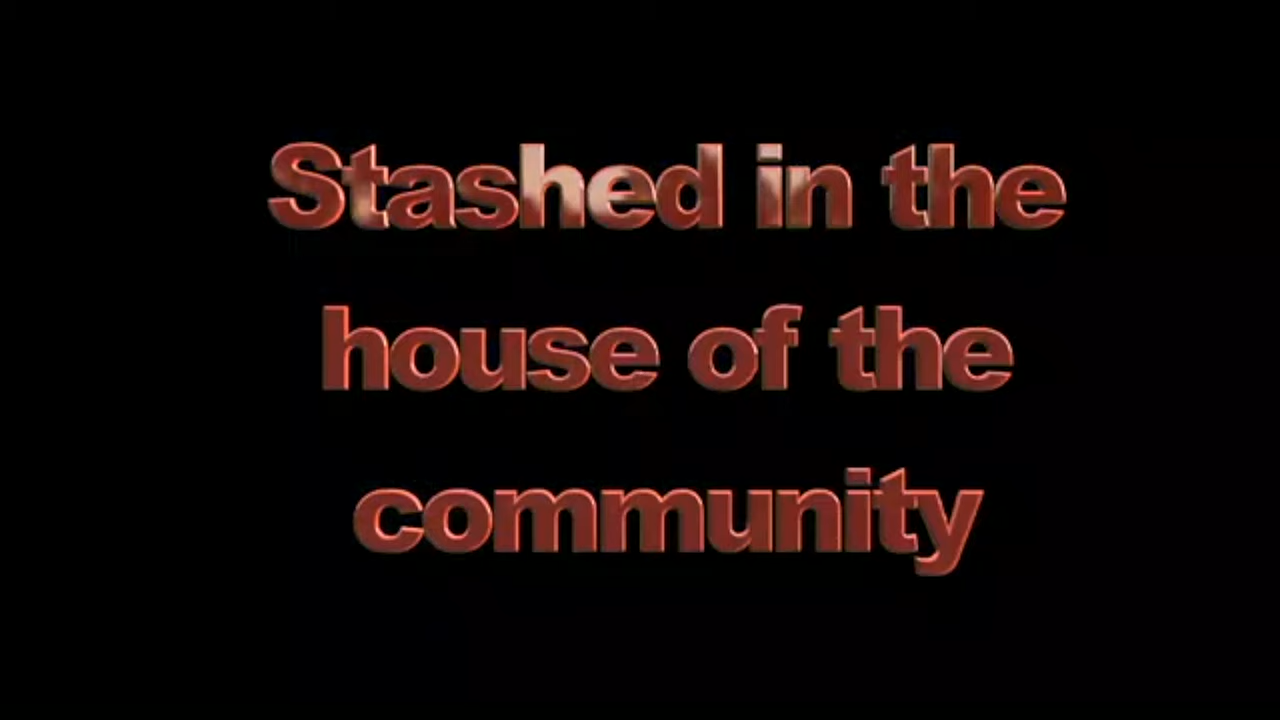 Stashed in the
house of the
community